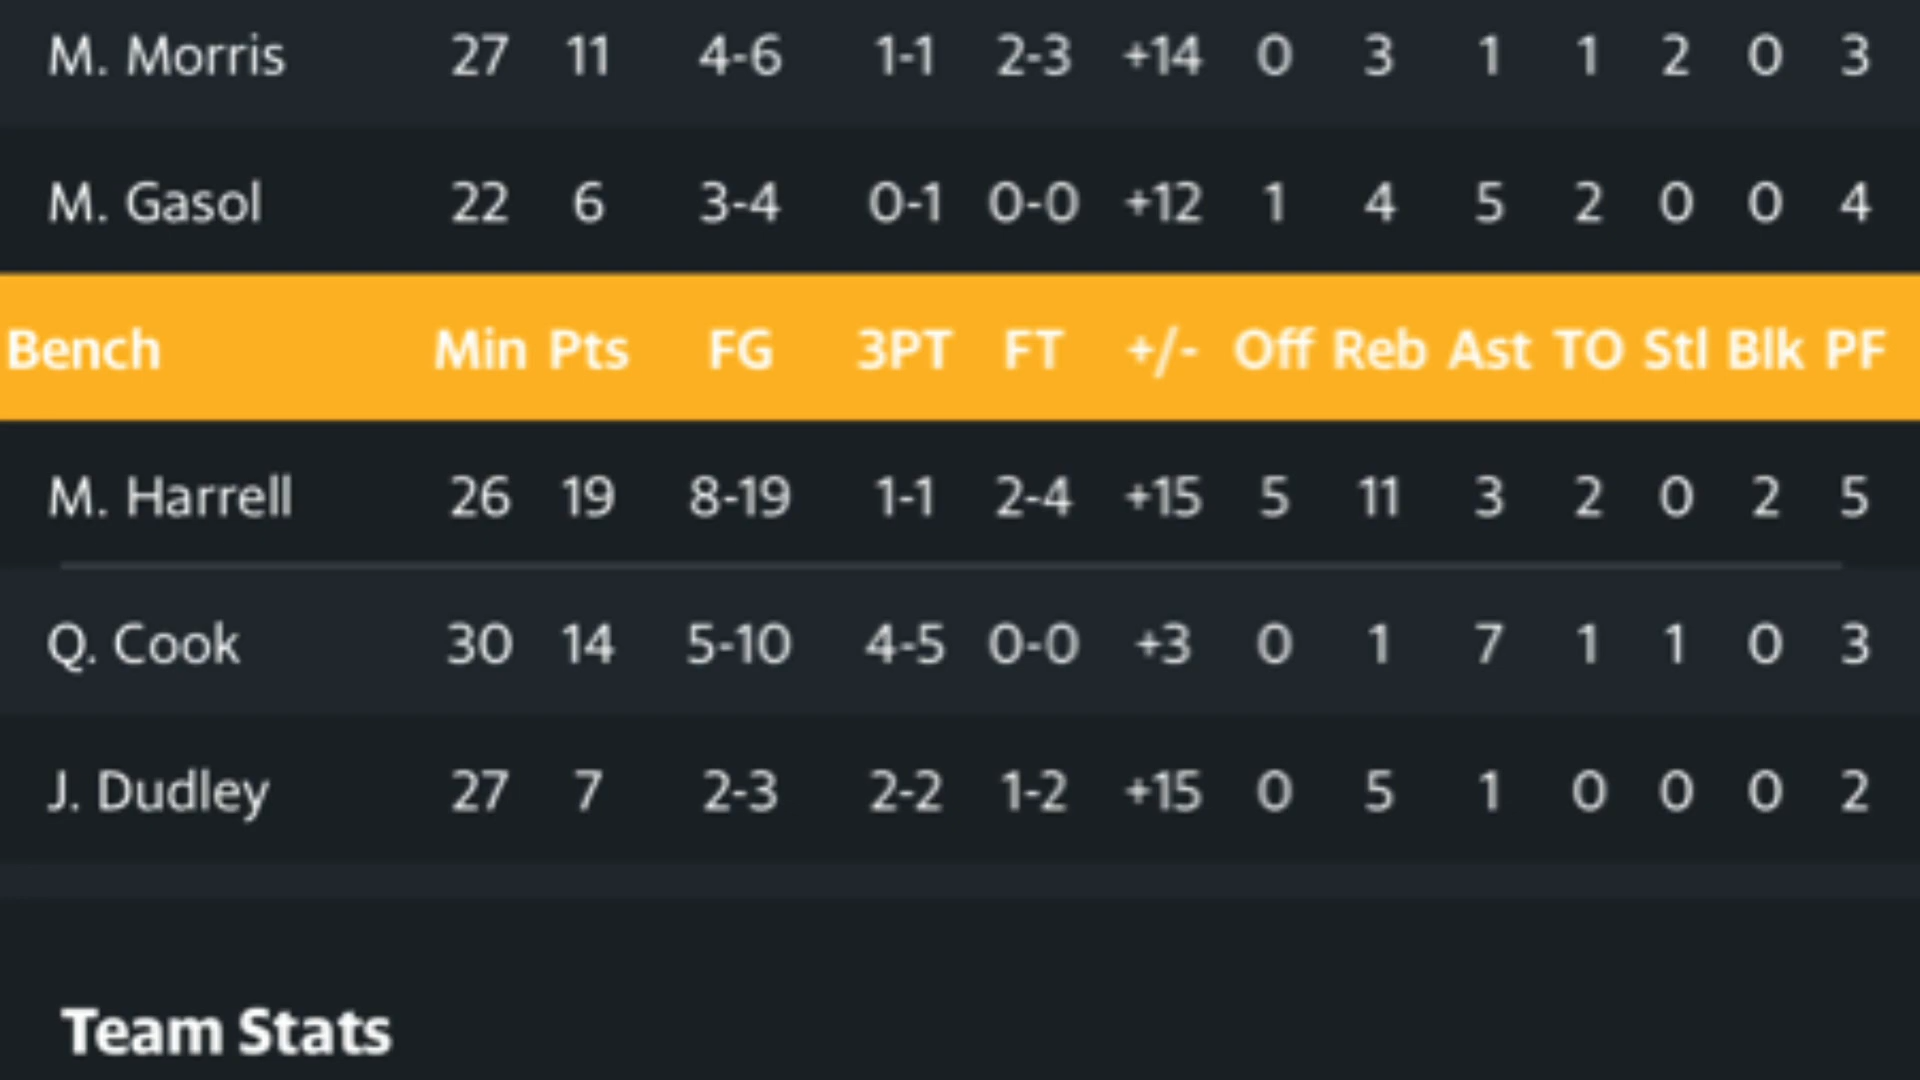 M. Morris 27 11 4-6 1-1 2-3 +14 0 3 1 1 2 0 3
M. Gasol 22 6 3-4 0-1 0-0 +12 1 4 5 2 0 0 4
Bench Min Pts FG 3PT FT +/- Off Reb Ast TO Stl Blk PF
M. Harrell 26 19 8-19 1-1 2-4 +15 5 11 3 2 0 2 5
Q. Cook 30 14 5-10 4-5 0-0 +3 0 1 7 1 1 0 3
J. Dudley 27 7 2-3 2-2 1-2 +15 0 5 1 0 0 0 2
Team Stats